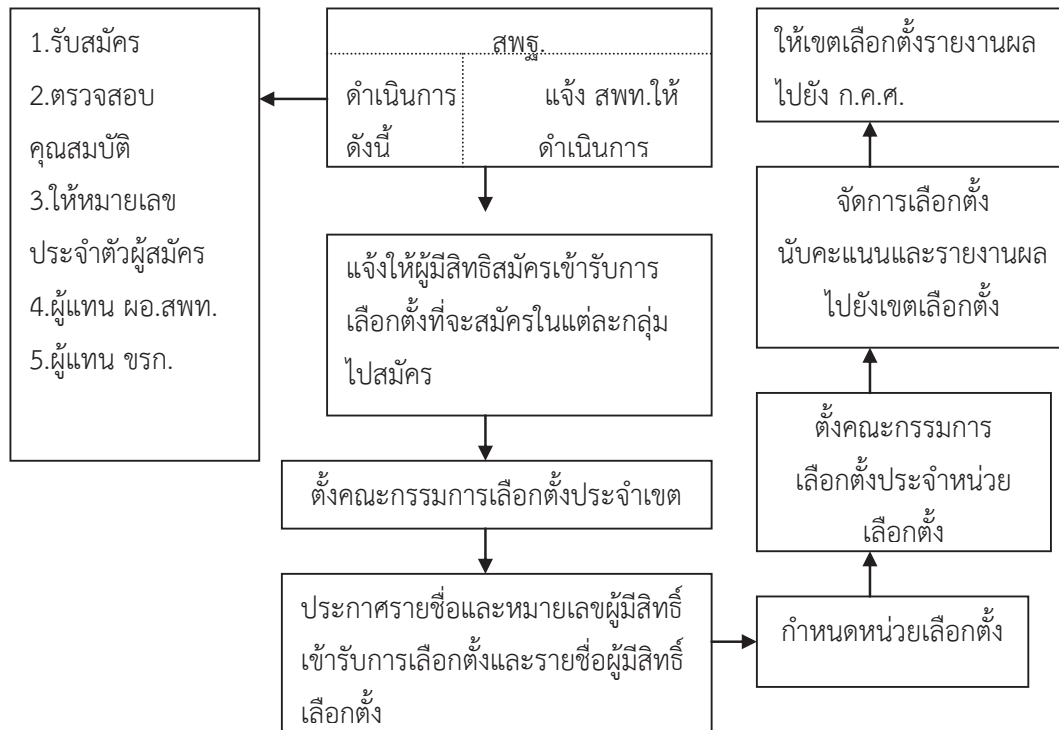 1.รับสมัคร
2.ตรวจสอบ
คุณสมบัติ
3.ให้หมายเลข
ประจำตัวผู้สมัคร
4.ผู้แทน ผอ.สพท.
5.ผู้แทน ขรก.
สพฐ.
ดำเนินการ
ดังนี้
แจ้ง สพท.ให้
ดำเนินการ
แจ้งให้ผู้มีสิทธิสมัครเข้ารับการ
เลือกตั้งที่จะสมัครในแต่ละกลุ่ม
ไปสมัคร
ตั้งคณะกรรมการเลือกตั้งประจำเขต
ประกาศรายชื่อและหมายเลขผู้มีสิทธิ์
เข้ารับการเลือกตั้งและรายชื่อผู้มีสิทธิ์
เลือกตั้ง
กำหนดหน่วยเลือกตั้ง
ตั้งคณะกรรมการ
เลือกตั้งประจำหน่วย
เลือกตั้ง
จัดการเลือกตั้ง
นับคะแนนและรายงานผล
ไปยังเขตเลือกตั้ง
ให้เขตเลือกตั้งรายงานผล
ไปยัง ก.ค.ศ.